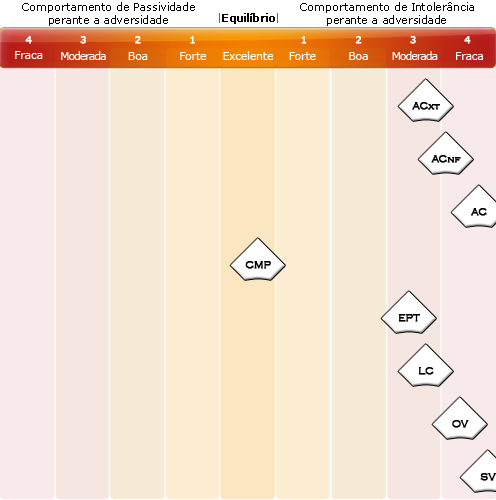 Comportamento de Passividade
perante a adversidade
|Equilíbrio|
Comportamento de Intolerância
perante a adversidade
4 3 2 1 1 2 3 4
Fraca Moderada Boa Forte Excelente Forte Boa Moderada Fraca
ACXT
ACNF
AC
CMP
EPT
LC
OV
SV